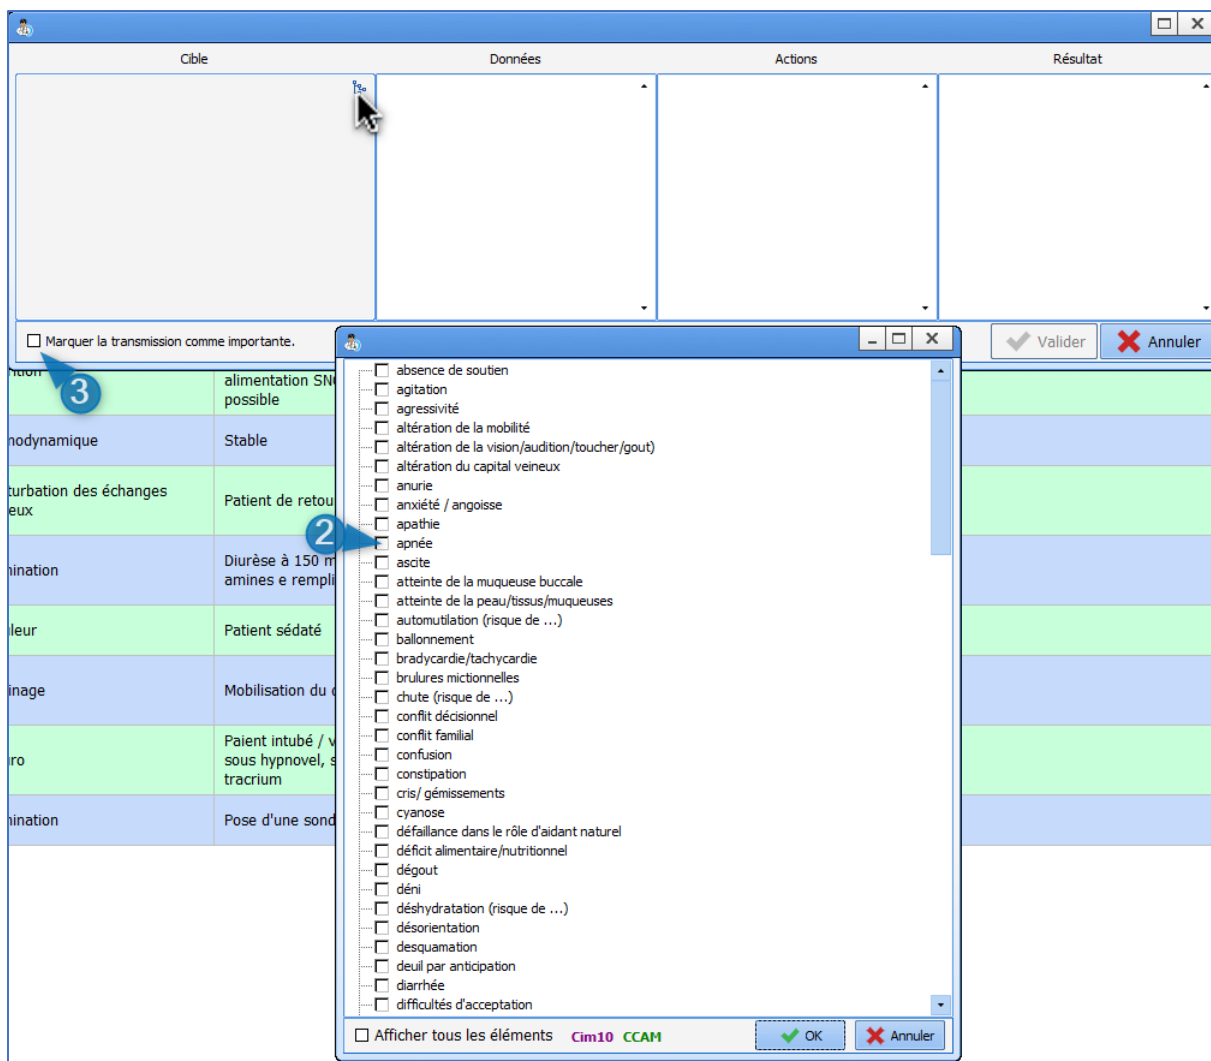 Cible
Données
Actions
Résultat
Marquer la transmission comme importante.
Valider
Annuler
3
alimentation SN
possible
nodynamique
Stable
turbation des échanges
eux
Patient de retou
ination
Diurèse à 150 m
amines e rempli
leur
Patient sédaté
inage
Mobilisation du
ro
Paient intubé / v
sous hypnovel, s
tracrium
ination
Pose d'une sond
absence de soutien
agitation
agressivité
altération de la mobilité
altération de la vision/audition/toucher/gout)
altération du capital veineux
anurie
anxiété / angoisse
apathie
2
apnée
ascite
atteinte de la muqueuse buccale
atteinte de la peau/tissus/muqueuses
automutilation (risque de ...)
ballonnement
bradycardie/tachycardie
brulures mictionnelles
chute (risque de ...)
conflit décisionnel
conflit familial
confusion
constipation
cris/ gémissements
cyanose
défaillance dans le rôle d'aidant naturel
déficit alimentaire/nutritionnel
dégout
déni
déshydratation (risque de ...)
désorientation
desquamation
deuil par anticipation
diarrhée
difficultés d'acceptation
Afficher tous les éléments Cim10 CCAM
OK
Annuler